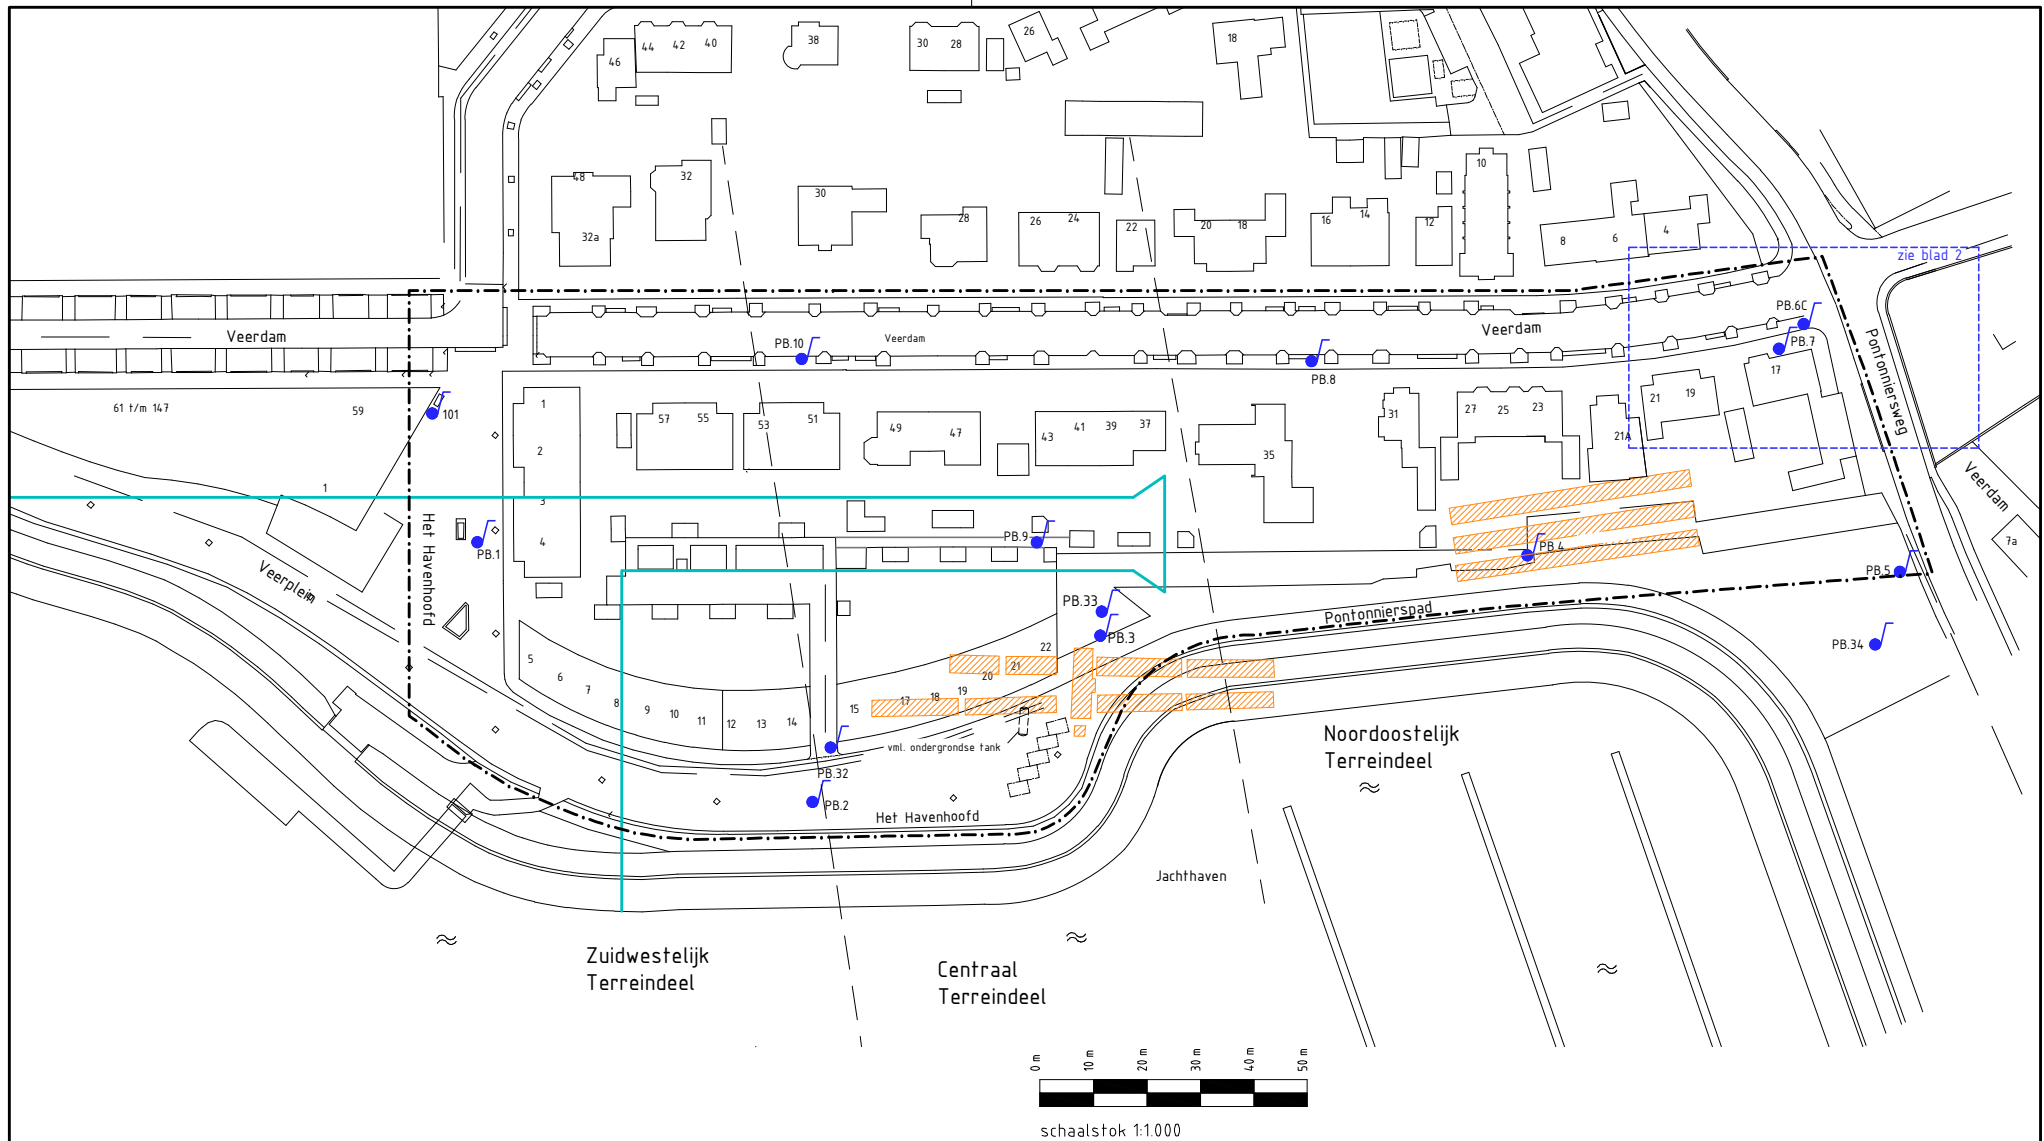 44 42 40
38
30 28
26
18
46
10
48
32
30
28
26 24
22
20 18
16 14
12
32a
8 6 4
zie blad 2
PB.6C
Veerdam
Veerdam
Veerdam
PB.10
PB.8
PB.7
Pontonniersweg
17
61 t/m 147
59
101
1
57 55
53 51
49 47
43 41 39 37
35
31
27 25 23
21A
21 19
2
1
3
4
Het Havenhoofd
PB.1
PB.9
PB.4
PB.5
Veerdam
7a
Veerplein
PB.33
PB.3
Pontonnierspad
PB.34
5
6
7
8
9
10
11
12
13
14
15
17
18
19
20
21
22
vml. ondergrondse tank
PB.32
PB.2
Het Havenhoofd
Noordoostelijk
Terreindeel
Jachthaven
Zuidwestelijk
Terreindeel
Centraal
Terreindeel
0 m 10 m 20 m 30 m 40 m 50 m
schaalstok 1:1.000